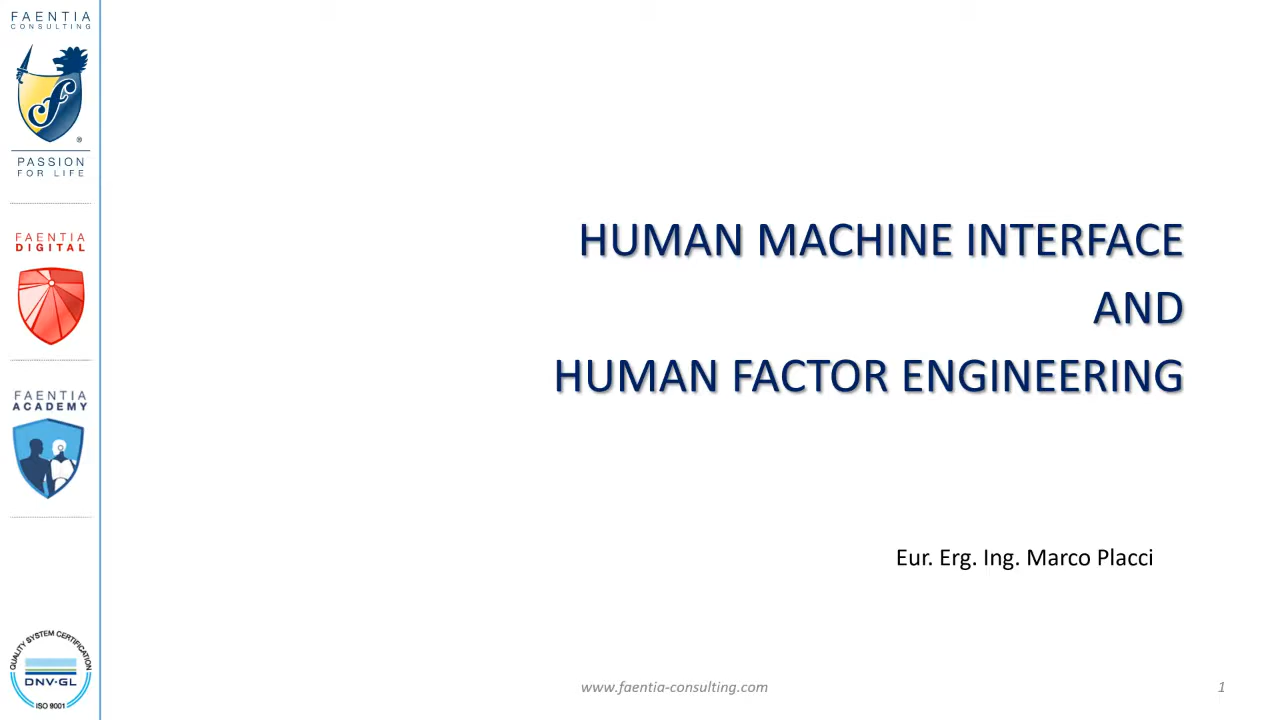 FAENTIA
CONSULTING
®
PASSION
FOR LIFE
FAENTIA
DIGITAL
FAENTIA
ACADEMY
HUMAN MACHINE INTERFACE
AND
HUMAN FACTOR ENGINEERING
Eur. Erg. Ing. Marco Placci
QUALITY SYSTEM CERTIFICATION
DNV·GL
ISO 9001
www.faentia-consulting.com
1